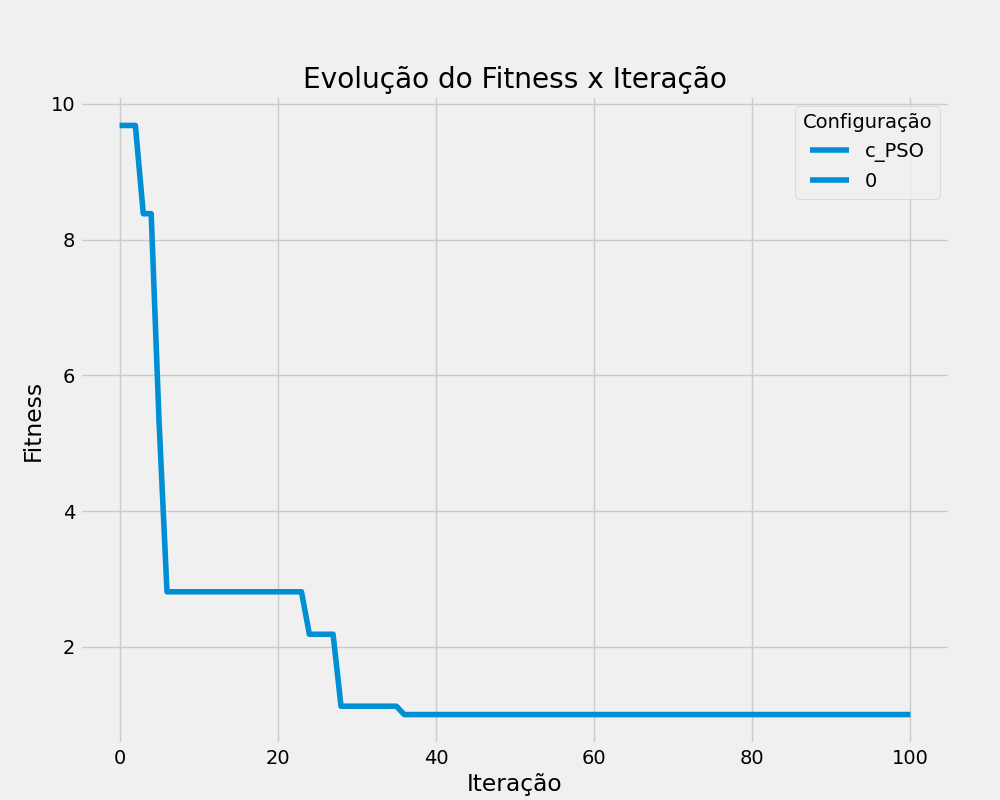 Evolução do Fitness x Iteração
Configuração
c_PSO
0
Fitness
10
8
6
4
2
0 20 40 60 80 100
Iteração